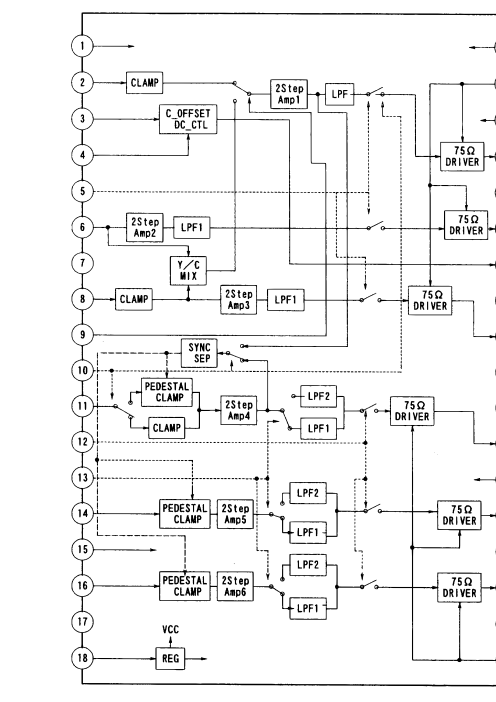 1
2
CLAMP
2Step
Amp1
LPF
3
C_OFFSET
DC_CTL
4
75Ω
DRIVER
5
6
2Step
Amp2
LPF1
75Ω
DRIVER
7
Y/C
MIX
8
CLAMP
2Step
Amp3
LPF1
75Ω
DRIVER
9
SYNC
SEP
10
PEDESTAL
CLAMP
11
CLAMP
2Step
Amp4
LPF2
LPF1
75Ω
DRIVER
12
13
LPF2
14
PEDESTAL
CLAMP
2Step
Amp5
LPF1
75Ω
DRIVER
15
LPF2
16
PEDESTAL
CLAMP
2Step
Amp6
LPF1
75Ω
DRIVER
17
VCC
18
REG